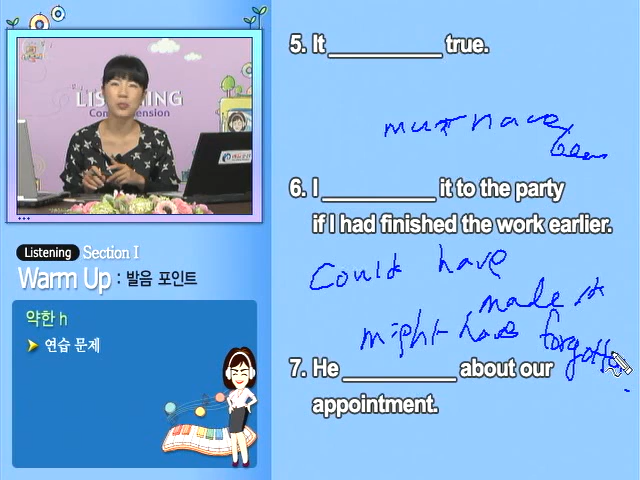 LISTENING
Comprehension
Listening Section I
Warm Up : 발음 포인트
약한 h
연습 문제
5. It __________ true.
must have
been
6. I __________ it to the party
if I had finished the work earlier.
Could have
made it
might have forgotten
7. He __________ about our
appointment.